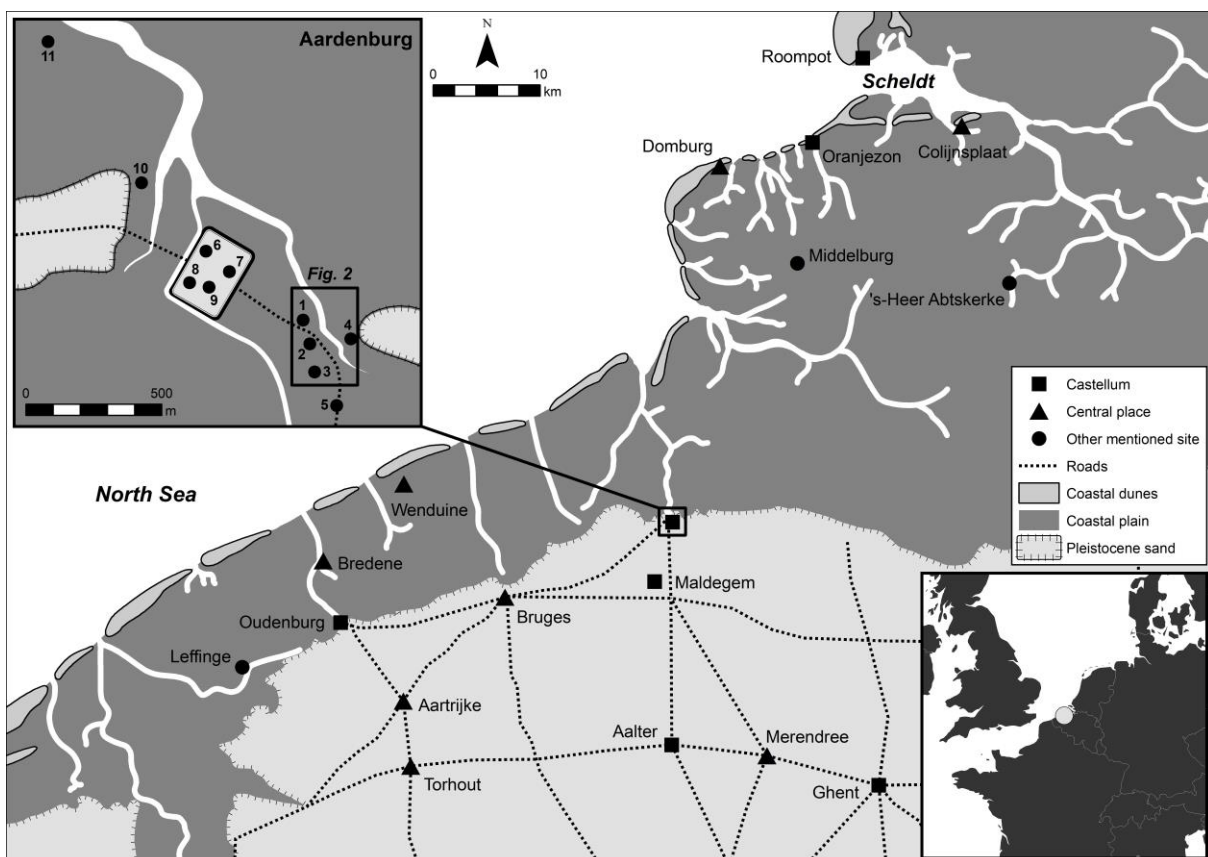 Aardenburg
11
10
6
7
8
9
Fig. 2
1
4
2
3
5
0 500
m
N
0 10
km
Roompot
Scheldt
Domburg
Oranjezon
Colijnsplaat
Middelburg
's-Heer Abtskerke
Castellum
Central place
Other mentioned site
Roads
Coastal dunes
Coastal plain
Pleistocene sand
North Sea
Wenduine
Bredene
Maldegem
Bruges
Oudenburg
Leffinge
Aartrijke
Aalter
Merendree
Torhout
Ghent